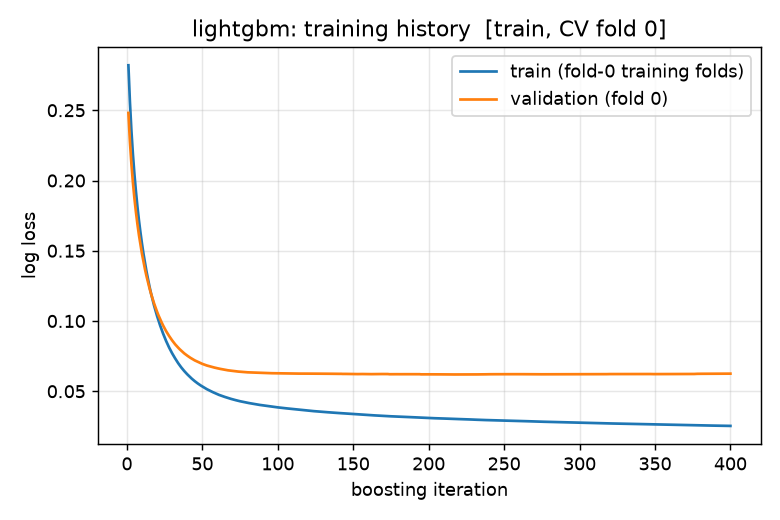 lightgbm: training history [train, CV fold 0]
train (fold-0 training folds)
validation (fold 0)
log loss
0.25
0.20
0.15
0.10
0.05
0 50 100 150 200 250 300 350 400
boosting iteration